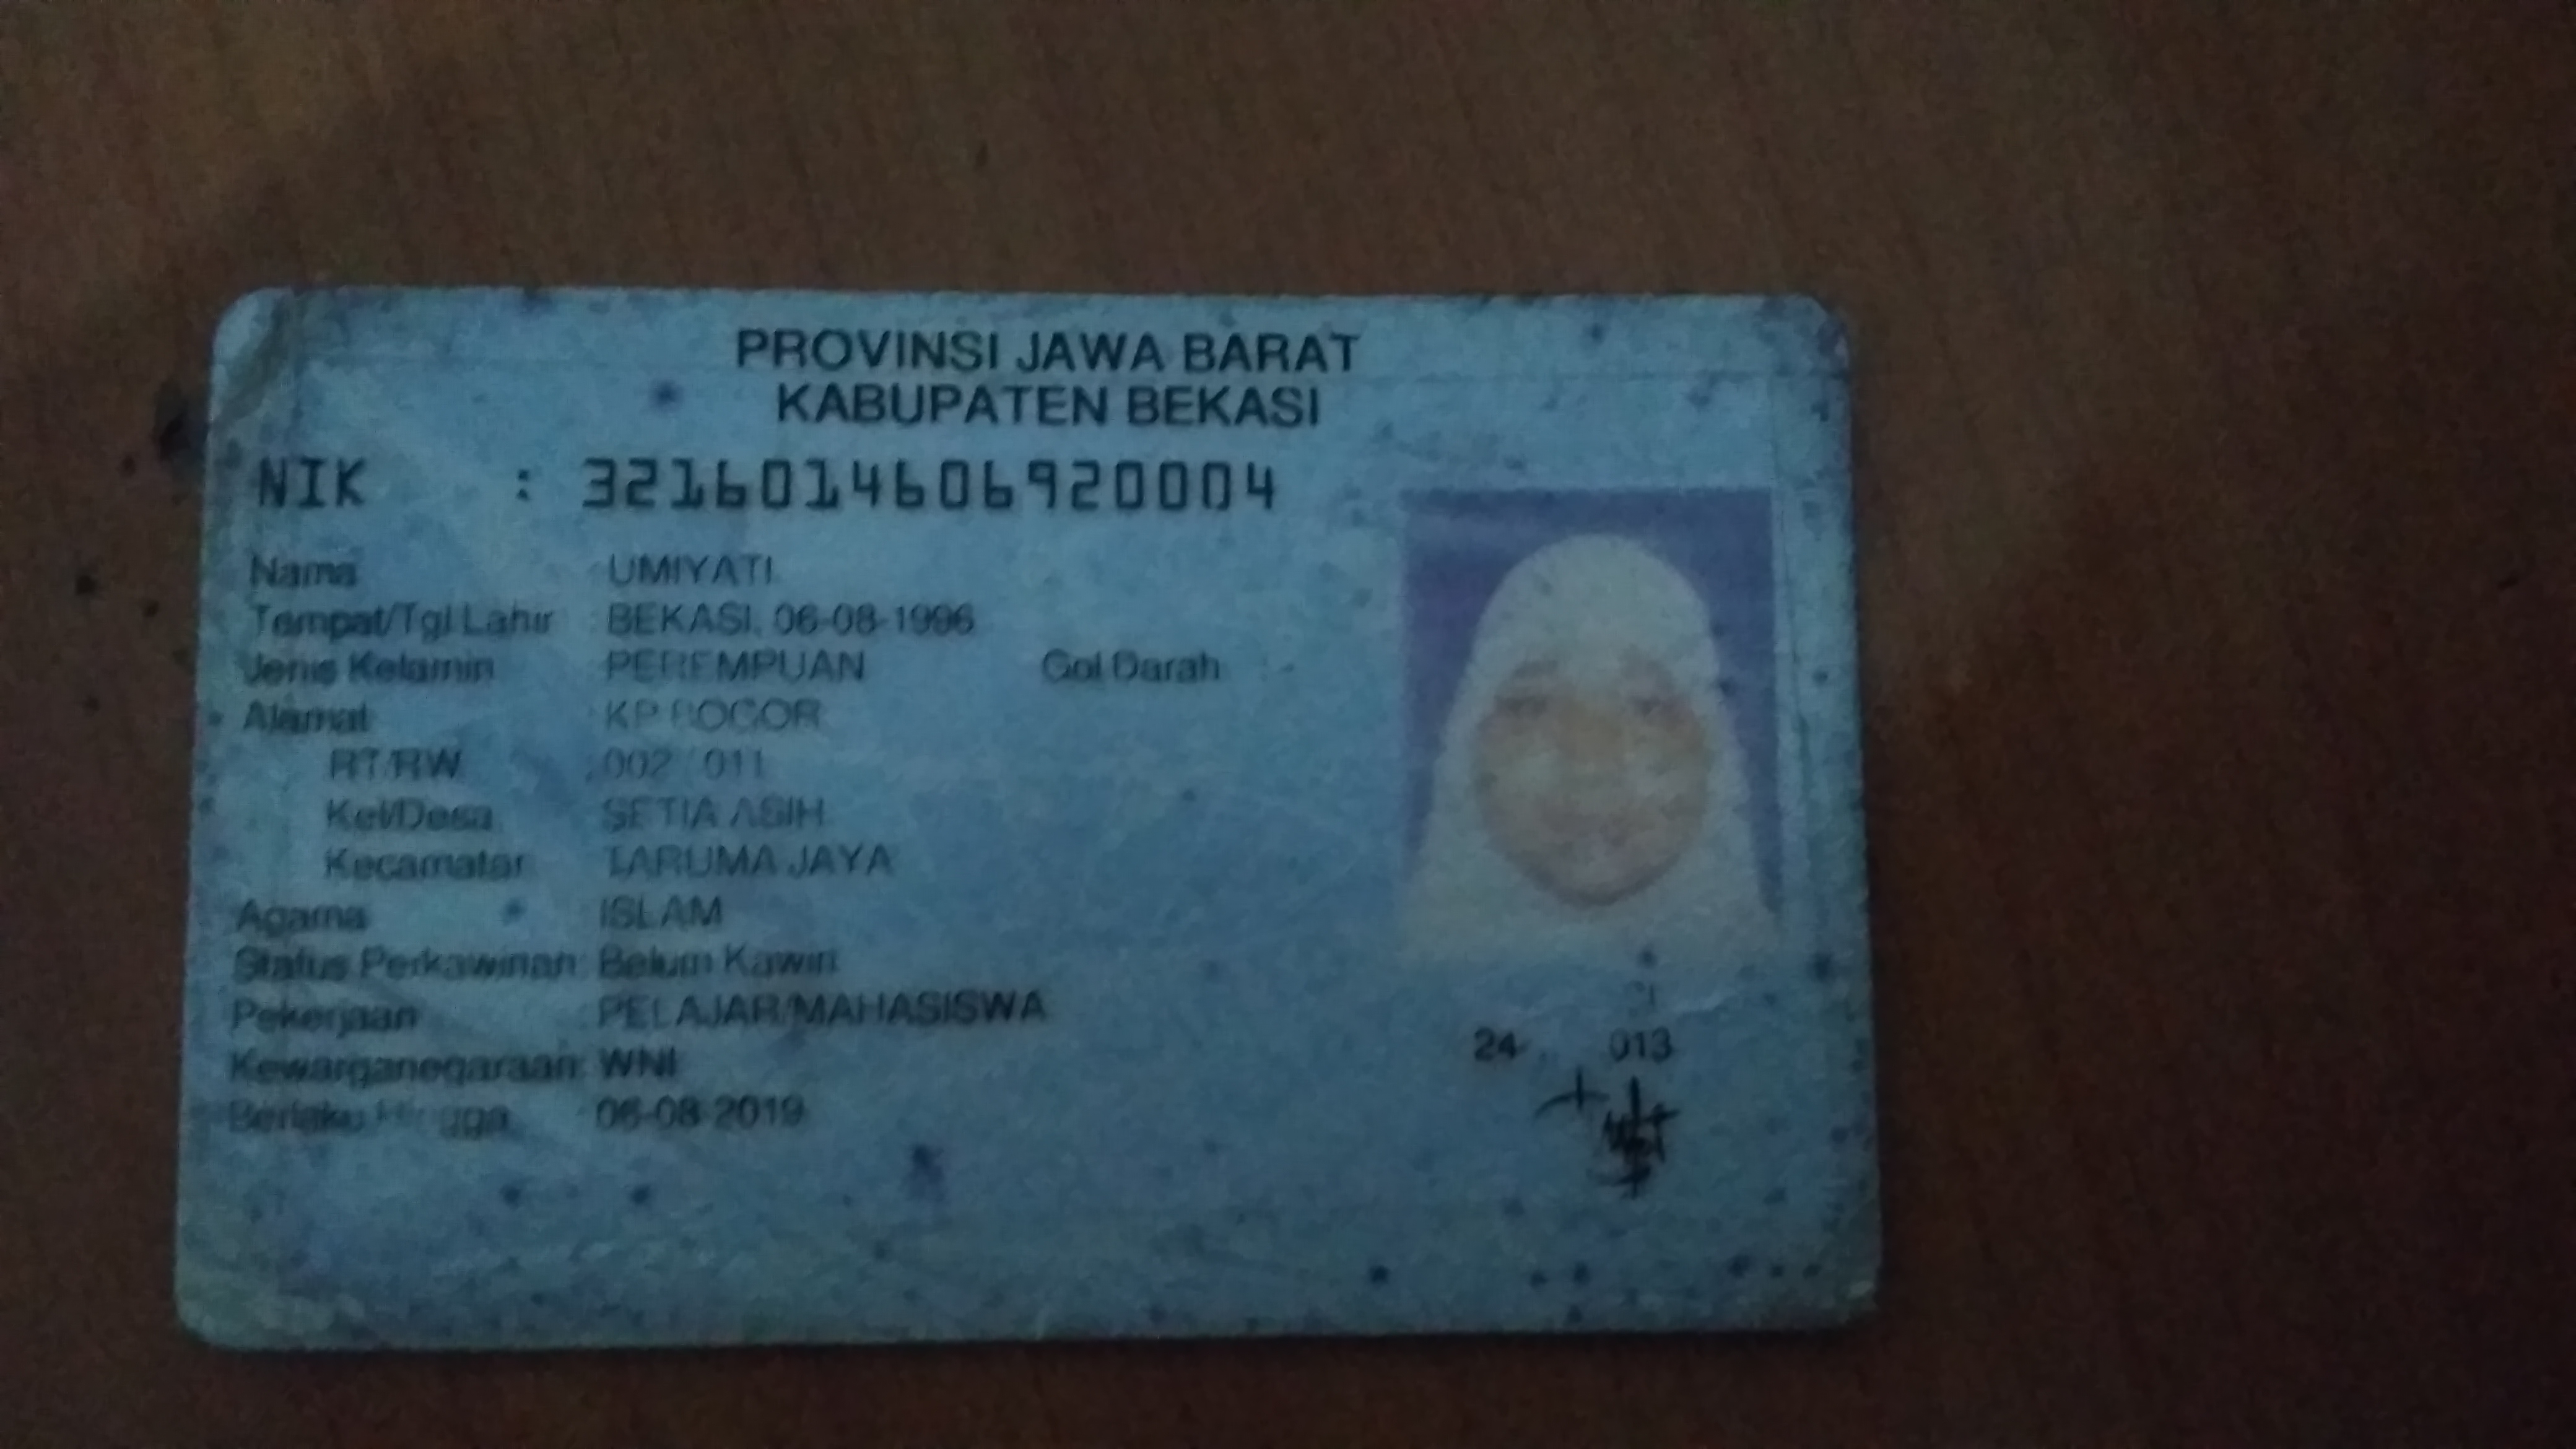 PROVINSI JAWA BARAT
KABUPATEN BEKASI
NIK : 3216014606920004
Nama UMIYATI
Tempat/Tgl Lahir : BEKASI, 06-08-1996
Jenis Kelamin PEREMPUAN Gol Darah : -
Alamat KP BOGOR
RT/RW 002 011
Kel/Desa SETIA ASIH
Kecamatan TARUMA JAYA
Agama ISLAM
Status Perkawinan: Belum Kawin
Pekerjaan : PELAJAR/MAHASISWA
Kewarganegaraan: WNI
Berlaku Hingga : 06-08-2019
24 013